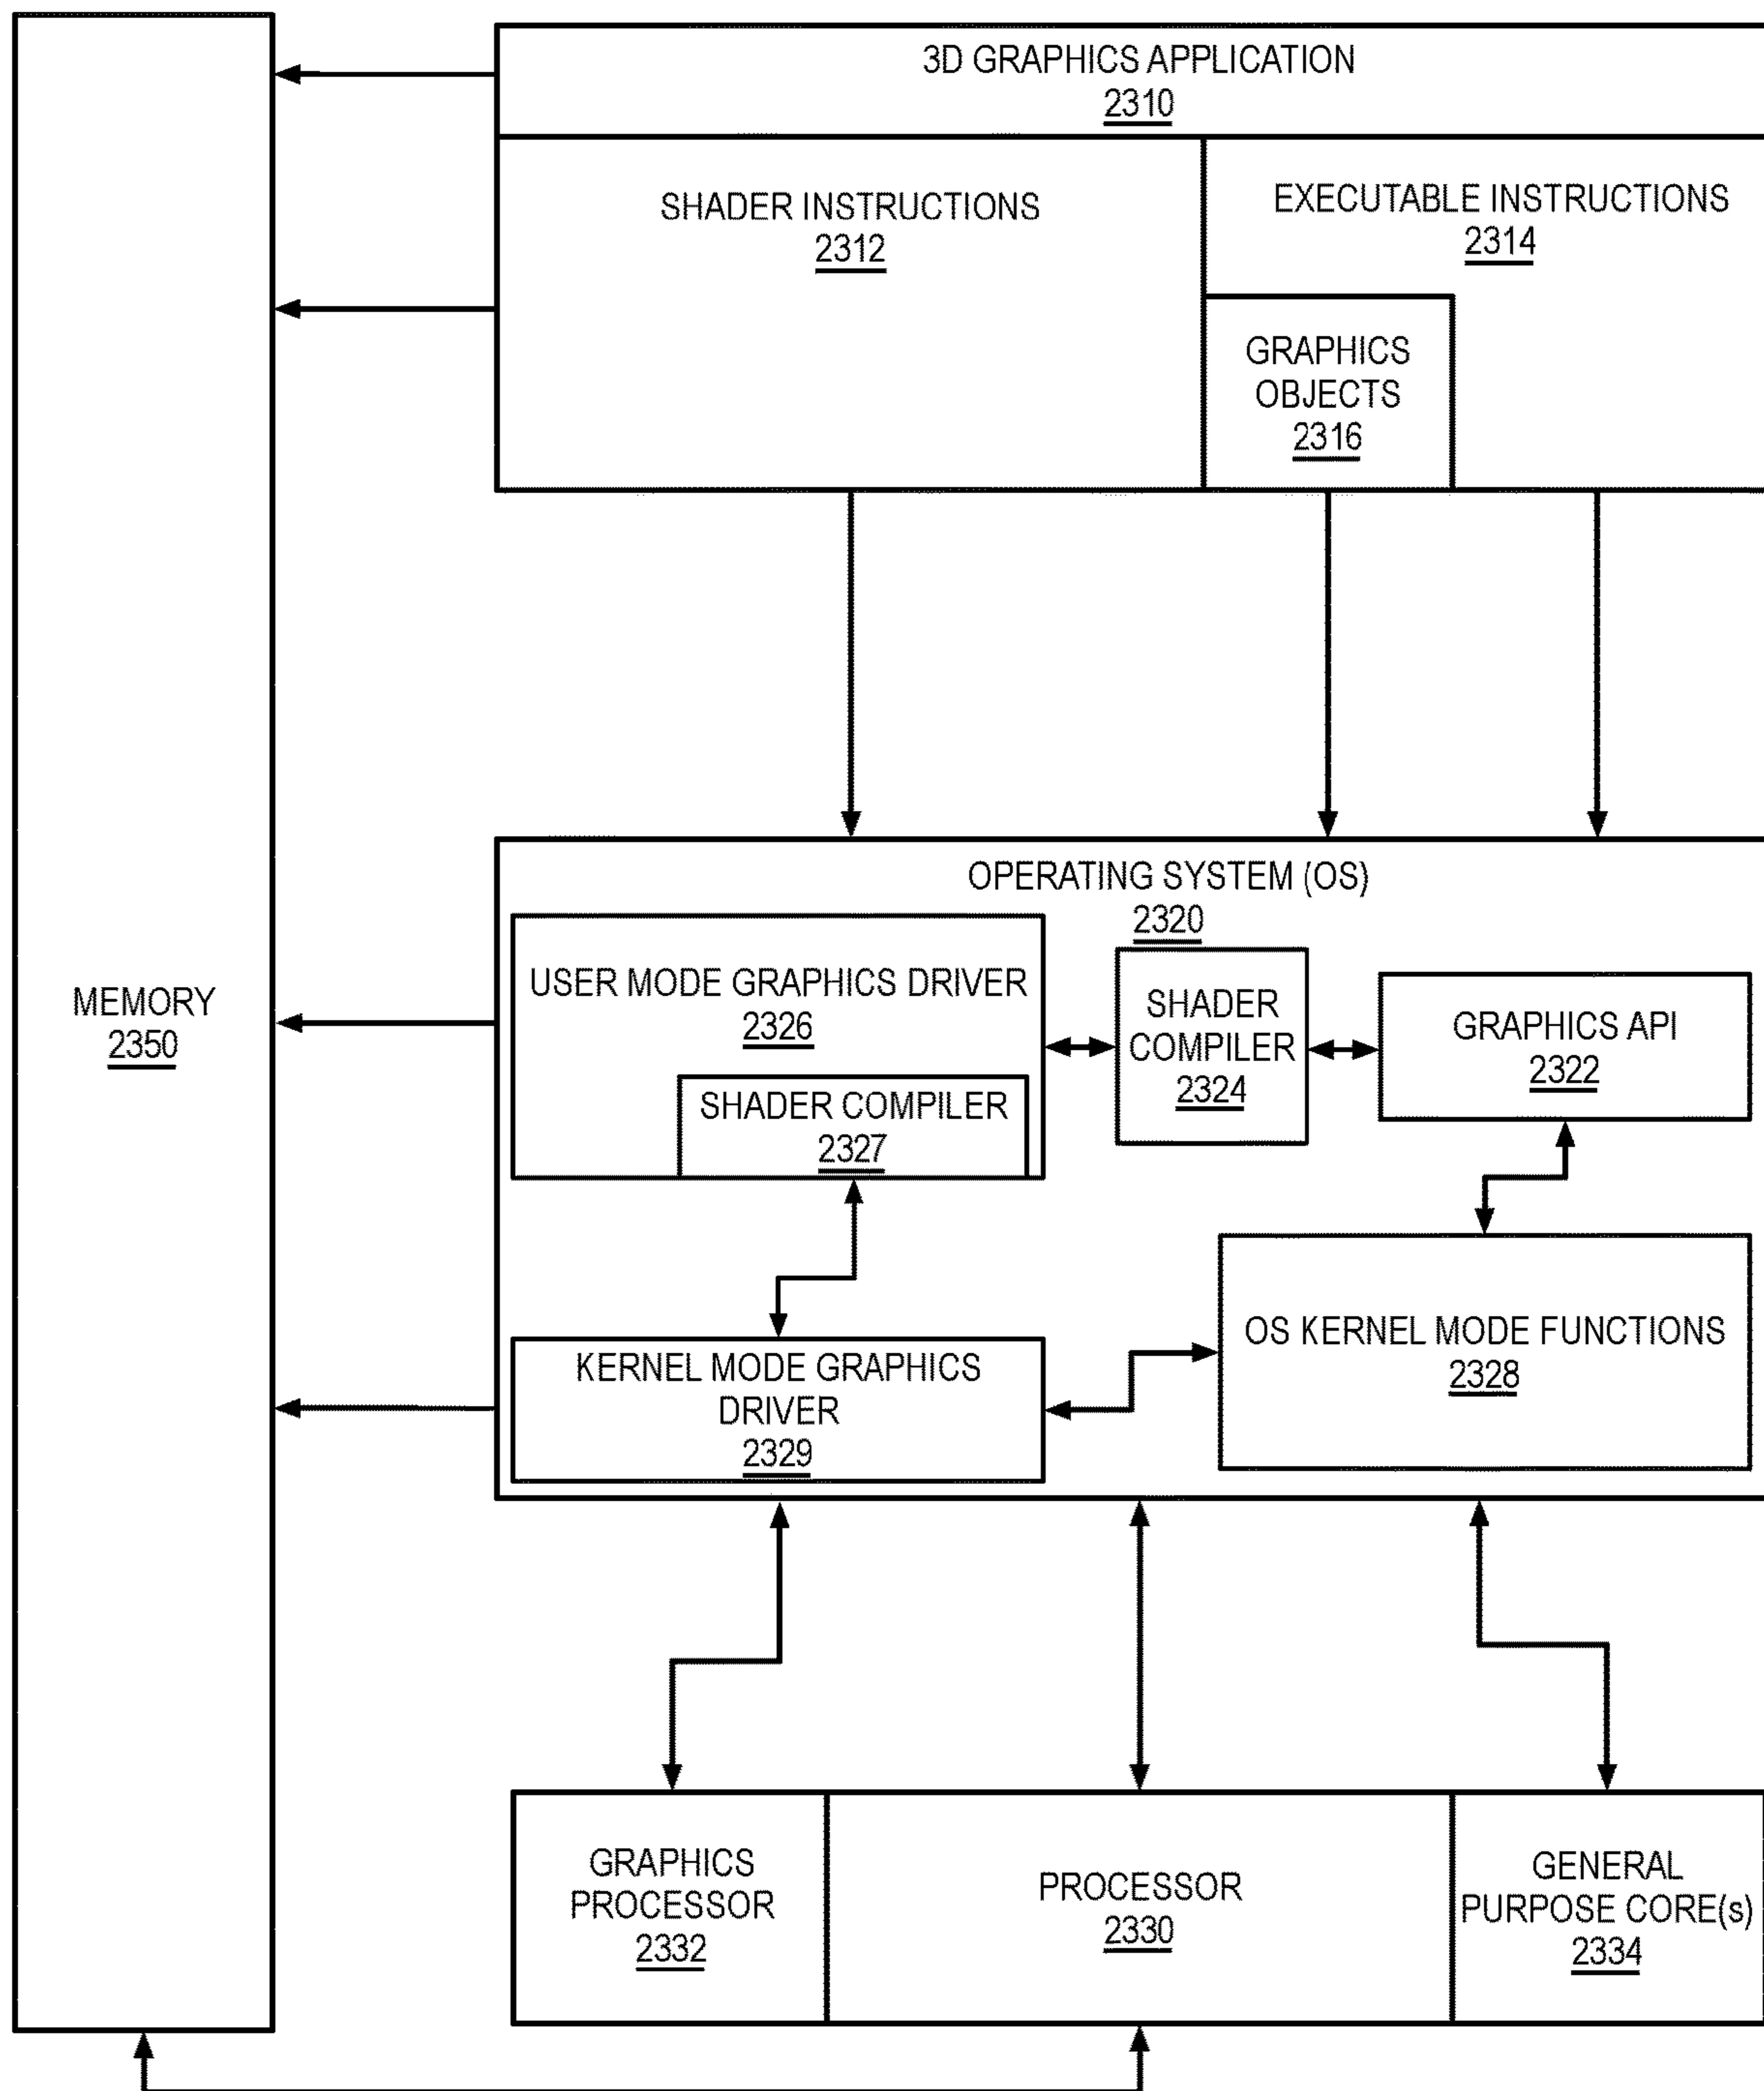 3D GRAPHICS APPLICATION
2310
SHADER INSTRUCTIONS
2312
EXECUTABLE INSTRUCTIONS
2314
GRAPHICS
OBJECTS
2316
MEMORY
2350
OPERATING SYSTEM (OS)
2320
USER MODE GRAPHICS DRIVER
2326
SHADER COMPILER
2327
SHADER
COMPILER
2324
GRAPHICS API
2322
KERNEL MODE GRAPHICS
DRIVER
2329
OS KERNEL MODE FUNCTIONS
2328
GRAPHICS
PROCESSOR
2332
PROCESSOR
2330
GENERAL
PURPOSE CORE(s)
2334